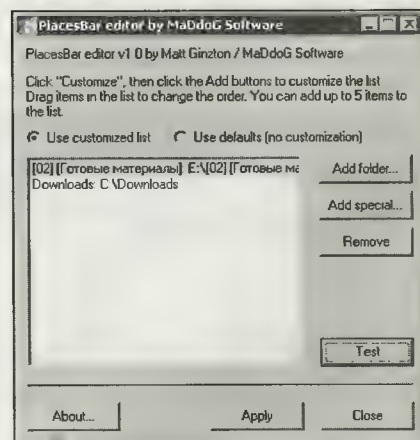 PlacesBar editor by MaDdoG Software
PlacesBar editor v1 0 by Matt Ginzton / MaDdoG Software
Click "Customize", then click the Add buttons to customize the list
Drag items in the list to change the order. You can add up to 5 items to
the list
Use customized list Use defaults (no customization)
[02] [Готовые материалы] E:\[02] [Готовые ма
Downloads: C:\Downloads
Add folder...
Add special...
Remove
Test
About... Apply Close